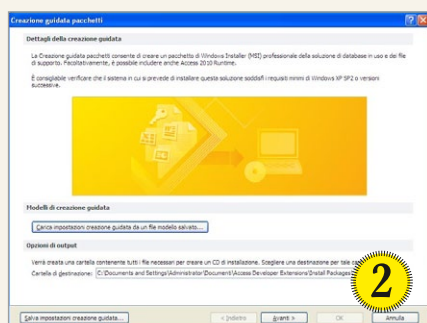 Creazione guidata pacchetti
Dettagli della creazione guidata
La Creazione guidata pacchetti consente di creare un pacchetto di Windows Installer (MSI) professionale della soluzione di database in uso e dei file
di supporto. Facoltativamente, è possibile includere anche Access 2010 Runtime.
È consigliabile verificare che il sistema in cui si prevede di installare questa soluzione soddisfi i requisiti minimi di Windows XP SP2 o versioni
successive.
Modelli di creazione guidata
Carica impostazioni creazione guidata da un file modello salvato...
Opzioni di output
Verrà creata una cartella contenente tutti i file necessari per creare un CD di installazione. Scegliere una destinazione per tale
Cartella di destinazione: C:\Documents and Settings\Administrator\Documenti\Access Developer Extensions\Install Packages
2
Salva impostazioni creazione guidata... < Indietro Avanti > OK Annulla